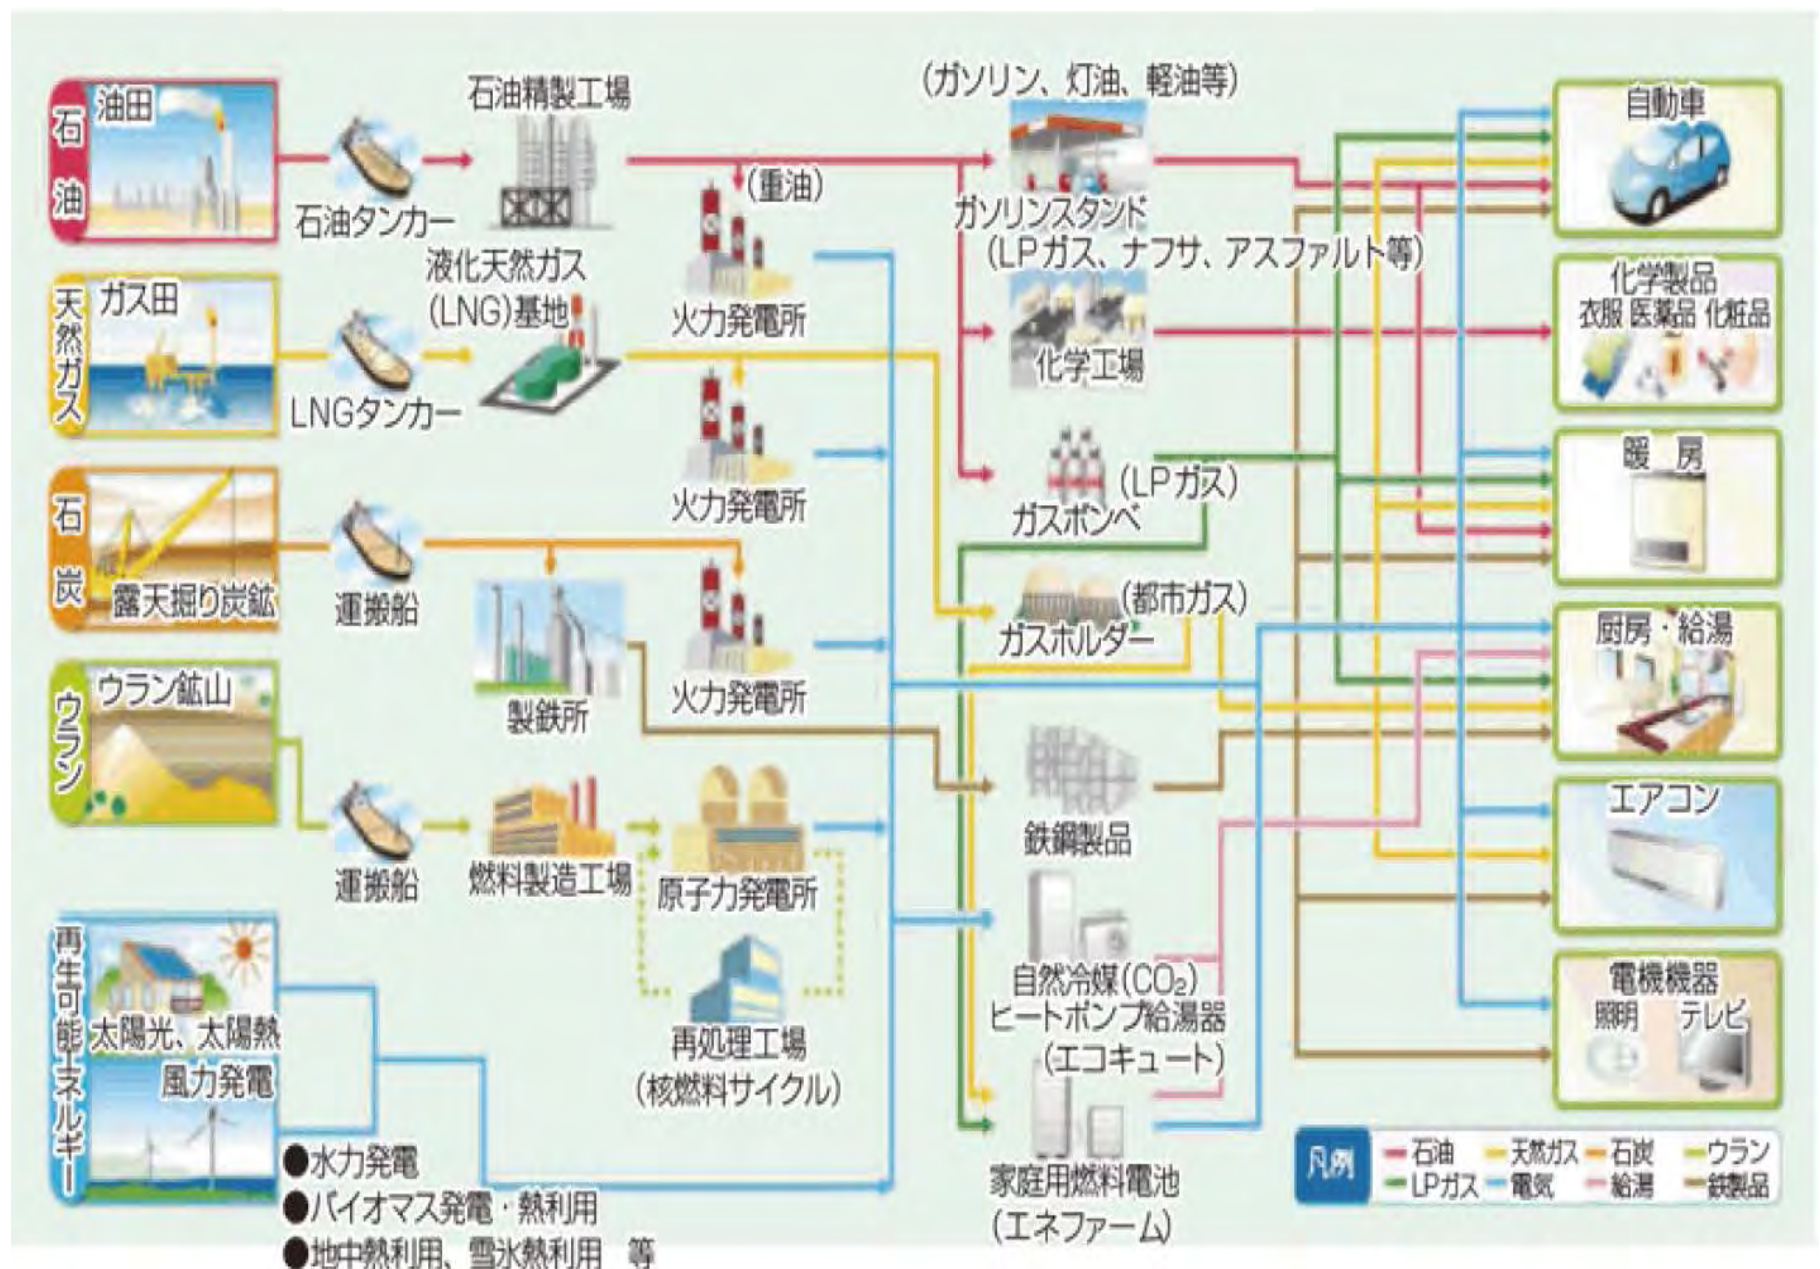 石油
油田
石油タンカー
石油精製工場
(重油)
火力発電所
(ガソリン、灯油、軽油等)
ガソリンスタンド
(LPガス、ナフサ、アスファルト等)
化学工場
(LPガス)
ガスボンベ
天然ガス
ガス田
LNGタンカー
液化天然ガス
(LNG)基地
火力発電所
(都市ガス)
ガスホルダー
石炭
露天掘り炭鉱
運搬船
製鉄所
火力発電所
鉄鋼製品
ウラン
ウラン鉱山
運搬船
燃料製造工場
原子力発電所
再処理工場
(核燃料サイクル)
自然冷媒(CO₂)
ヒートポンプ給湯器
(エコキュート)
家庭用燃料電池
(エネファーム)
再生可能エネルギー
太陽光、太陽熱
風力発電
●水力発電
●バイオマス発電・熱利用
●地中熱利用、雪氷熱利用 等
自動車
化学製品
衣服 医薬品 化粧品
暖 房
厨房・給湯
エアコン
電機機器
照明 テレビ
凡例
石油 天然ガス 石炭 ウラン
LPガス 電気 給湯 鉄製品